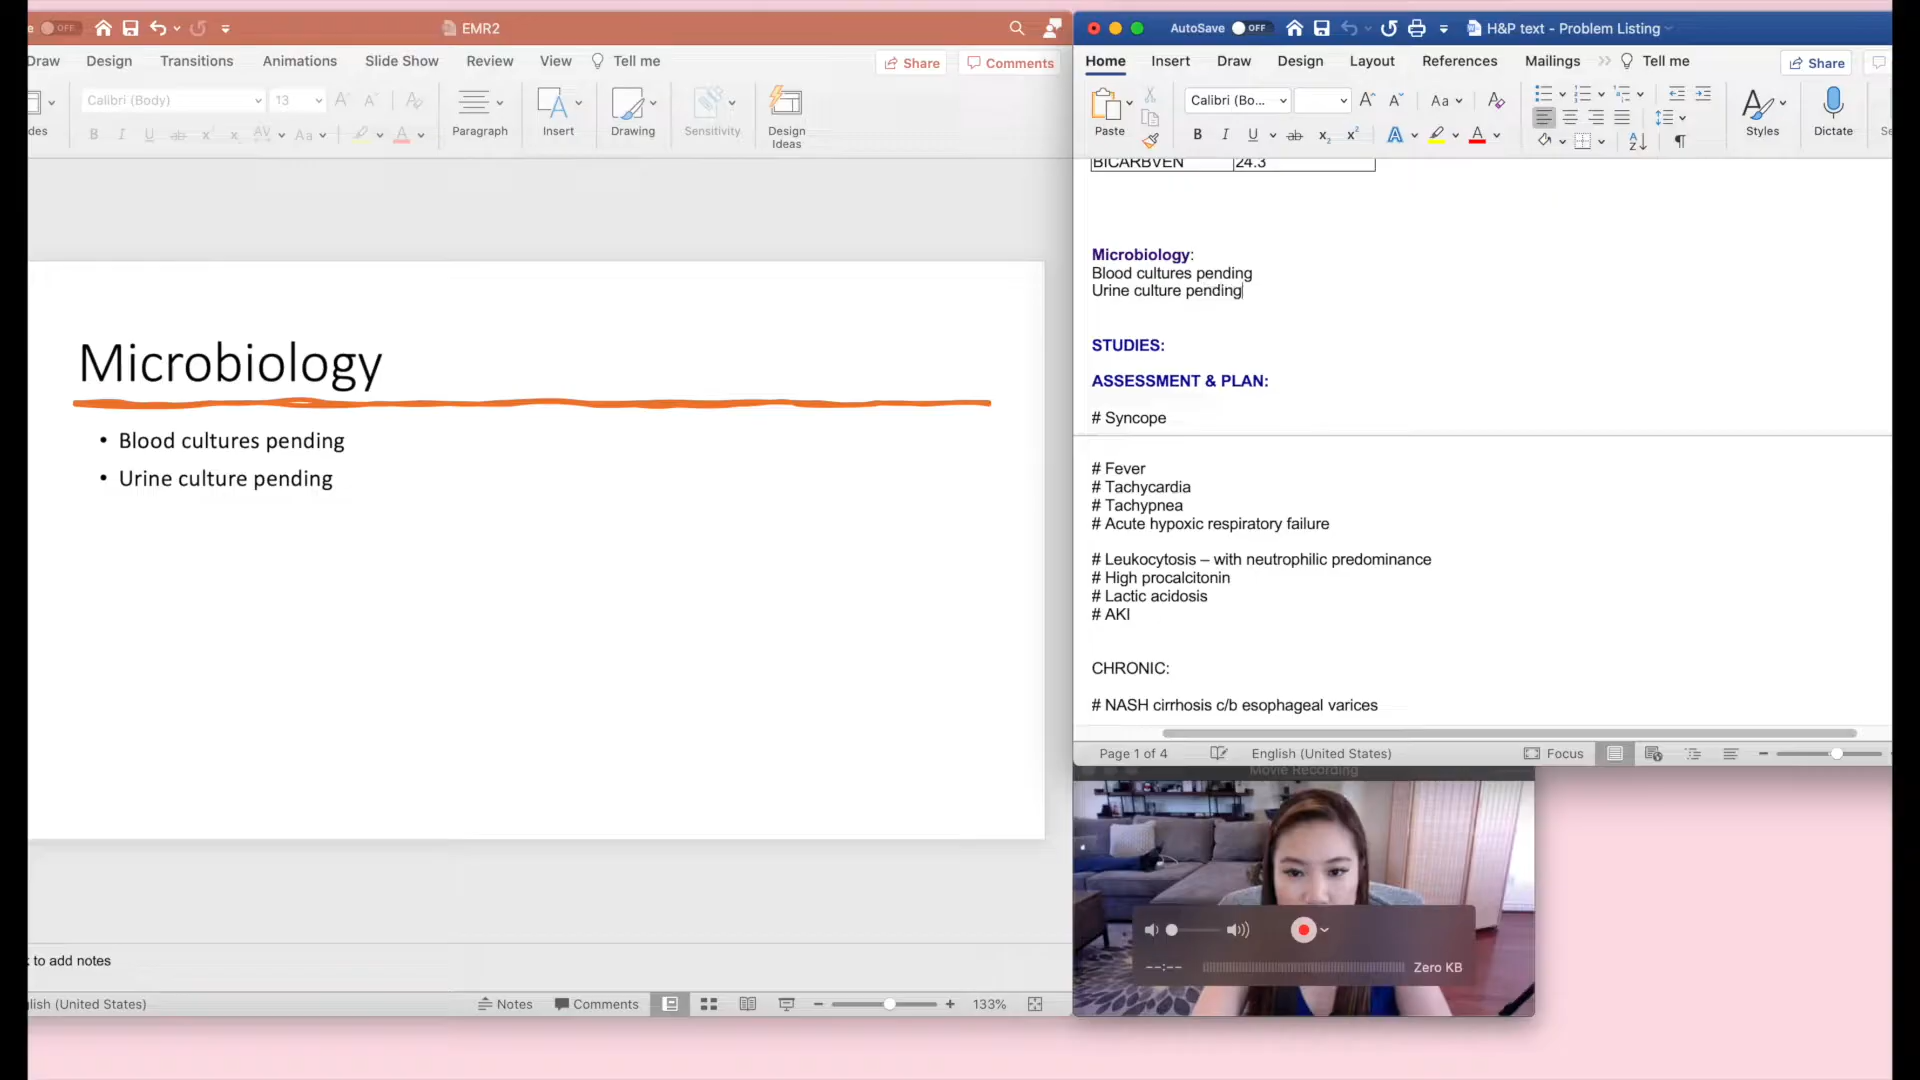 OFF
EMR2
Draw Design Transitions Animations Slide Show Review View Tell me
Share Comments
Calibri (Body) 13
Paragraph Insert Drawing Sensitivity Design
Ideas
Microbiology
• Blood cultures pending
• Urine culture pending
to add notes
lish (United States)
Notes Comments 133%
AutoSave OFF
H&P text - Problem Listing
Home Insert Draw Design Layout References Mailings Tell me
Share
Calibri (Bo...
Paste
Styles Dictate
BICARBVEN 24.3
Microbiology:
Blood cultures pending
Urine culture pending
STUDIES:
ASSESSMENT & PLAN:
# Syncope
# Fever
# Tachycardia
# Tachypnea
# Acute hypoxic respiratory failure
# Leukocytosis – with neutrophilic predominance
# High procalcitonin
# Lactic acidosis
# AKI
CHRONIC:
# NASH cirrhosis c/b esophageal varices
Page 1 of 4 English (United States) Focus
Movie Recording
--:-- Zero KB